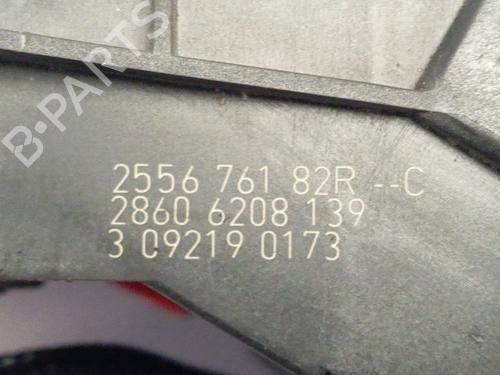 B-PARTS
2556 761 82R --C
2860 6208 139
3 09219 0173